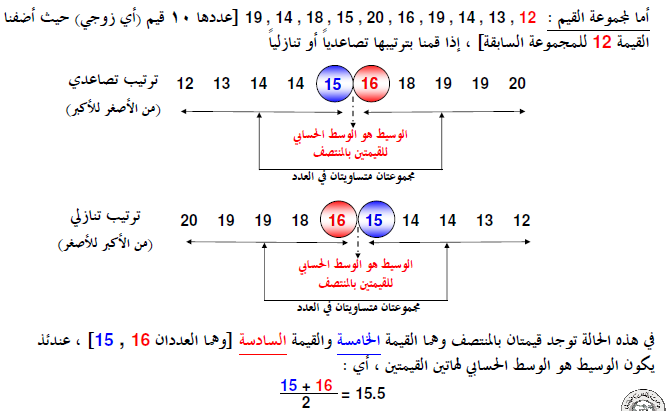 أما لمجموعة القيم : 12 , 13 , 14 , 19 , 16 , 20 , 15 , 18 , 14 , 19 [عددها ١٠ قيم (أي زوجي) حيث أضفنا
القيمة 12 للمجموعة السابقة] ، إذا قمنا بترتيبها تصاعدياً أو تنازلياً
ترتيب تصاعدي
(من الأصغر للأكبر)
12 13 14 14 15 16 18 19 19 20
الوسيط هو الوسط الحسابي
للقيمتين بالمنتصف
مجموعتان متساويتان في العدد
ترتيب تنازلي
(من الأكبر للأصغر)
20 19 19 18 16 15 14 14 13 12
الوسيط هو الوسط الحسابي
للقيمتين بالمنتصف
مجموعتان متساويتان في العدد
في هذه الحالة توجد قيمتان بالمنتصف وهما القيمة الخامسة والقيمة السادسة [وهما العددان 16 , 15] ، عندئذ
يكون الوسيط هو الوسط الحسابي لهاتين القيمتين ، أي :
15 + 16
2
= 15.5